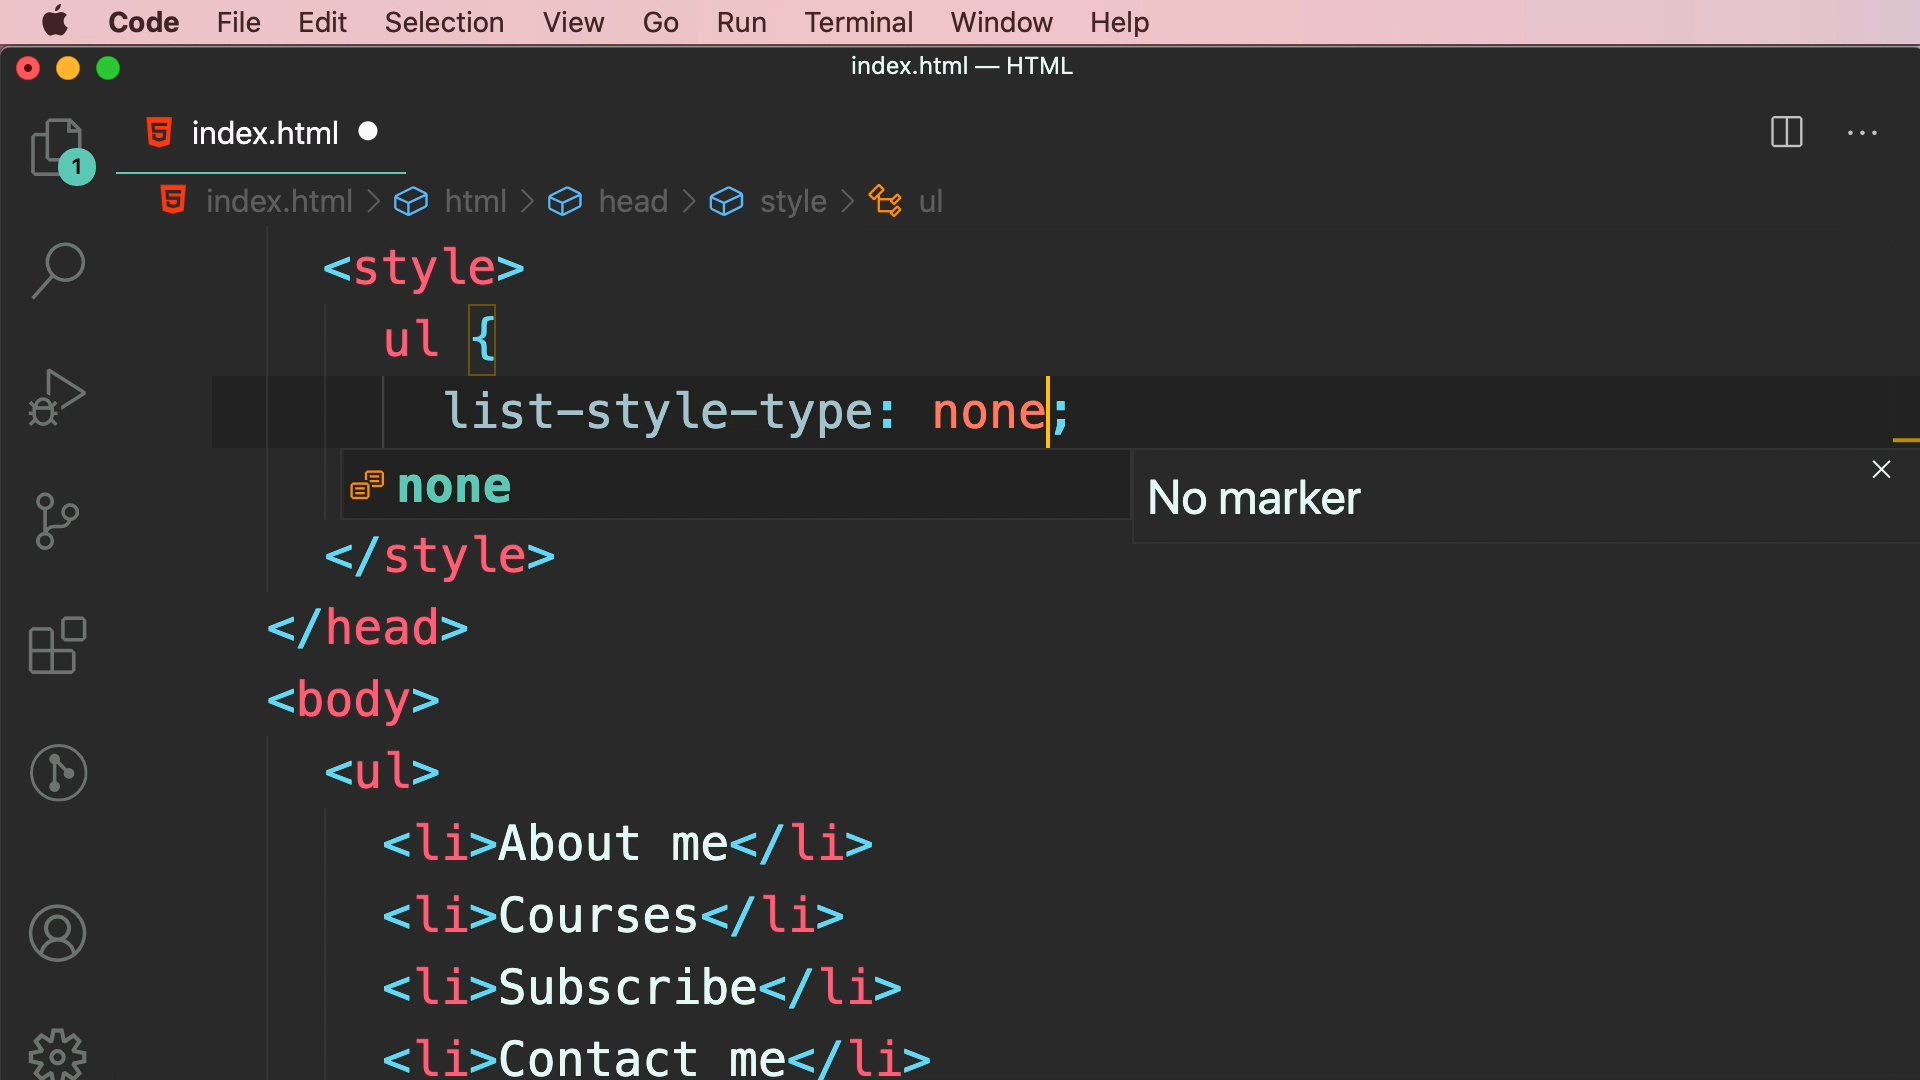 Code File Edit Selection View Go Run Terminal Window Help
index.html — HTML
index.html
1
index.html > html > head > style > ul
<style>
ul {
list-style-type: none;
none
No marker
</style>
</head>
<body>
<ul>
<li>About me</li>
<li>Courses</li>
<li>Subscribe</li>
<li>Contact me</li>